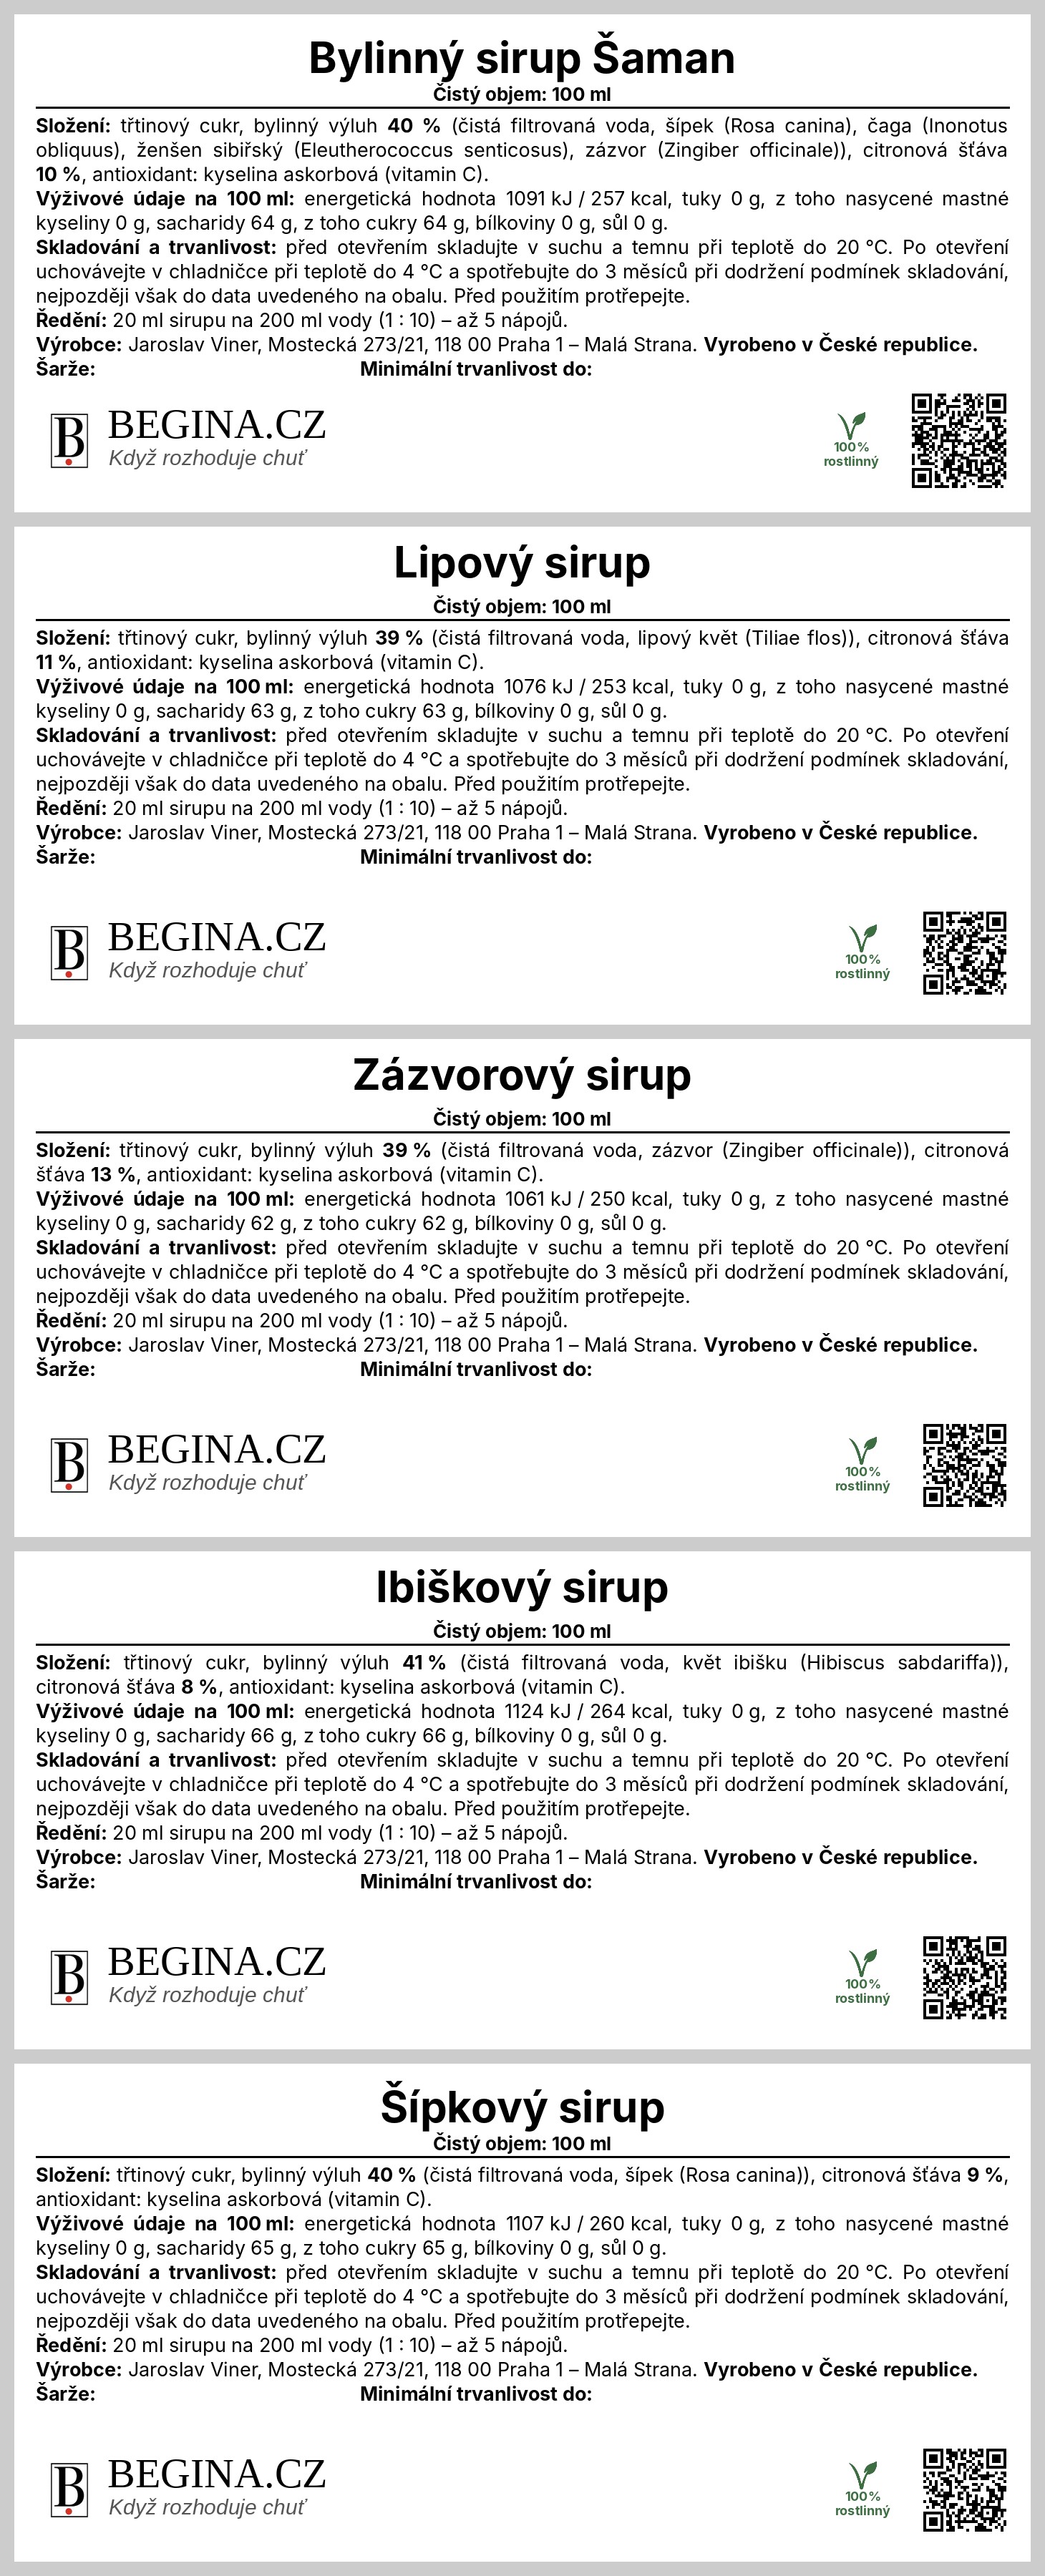 Bylinný sirup Šaman
Čistý objem: 100 ml
Složení: třtinový cukr, bylinný výluh 40 % (čistá filtrovaná voda, šípek (Rosa canina), čaga (Inonotus
obliquus), ženšen sibiřský (Eleutherococcus senticosus), zázvor (Zingiber officinale)), citronová šťáva
10 %, antioxidant: kyselina askorbová (vitamin C).
Výživové údaje na 100 ml: energetická hodnota 1091 kJ / 257 kcal, tuky 0 g, z toho nasycené mastné
kyseliny 0 g, sacharidy 64 g, z toho cukry 64 g, bílkoviny 0 g, sůl 0 g.
Skladování a trvanlivost: před otevřením skladujte v suchu a temnu při teplotě do 20 °C. Po otevření
uchovávejte v chladničce při teplotě do 4 °C a spotřebujte do 3 měsíců při dodržení podmínek skladování,
nejpozději však do data uvedeného na obalu. Před použitím protřepejte.
Ředění: 20 ml sirupu na 200 ml vody (1 : 10) – až 5 nápojů.
Výrobce: Jaroslav Viner, Mostecká 273/21, 118 00 Praha 1 – Malá Strana. Vyrobeno v České republice.
Šarže: Minimální trvanlivost do:
B BEGINA.CZ
Když rozhoduje chuť
100%
rostlinný
Lipový sirup
Čistý objem: 100 ml
Složení: třtinový cukr, bylinný výluh 39 % (čistá filtrovaná voda, lipový květ (Tiliae flos)), citronová šťáva
11 %, antioxidant: kyselina askorbová (vitamin C).
Výživové údaje na 100 ml: energetická hodnota 1076 kJ / 253 kcal, tuky 0 g, z toho nasycené mastné
kyseliny 0 g, sacharidy 63 g, z toho cukry 63 g, bílkoviny 0 g, sůl 0 g.
Skladování a trvanlivost: před otevřením skladujte v suchu a temnu při teplotě do 20 °C. Po otevření
uchovávejte v chladničce při teplotě do 4 °C a spotřebujte do 3 měsíců při dodržení podmínek skladování,
nejpozději však do data uvedeného na obalu. Před použitím protřepejte.
Ředění: 20 ml sirupu na 200 ml vody (1 : 10) – až 5 nápojů.
Výrobce: Jaroslav Viner, Mostecká 273/21, 118 00 Praha 1 – Malá Strana. Vyrobeno v České republice.
Šarže: Minimální trvanlivost do:
B BEGINA.CZ
Když rozhoduje chuť
100%
rostlinný
Zázvorový sirup
Čistý objem: 100 ml
Složení: třtinový cukr, bylinný výluh 39 % (čistá filtrovaná voda, zázvor (Zingiber officinale)), citronová
šťáva 13 %, antioxidant: kyselina askorbová (vitamin C).
Výživové údaje na 100 ml: energetická hodnota 1061 kJ / 250 kcal, tuky 0 g, z toho nasycené mastné
kyseliny 0 g, sacharidy 62 g, z toho cukry 62 g, bílkoviny 0 g, sůl 0 g.
Skladování a trvanlivost: před otevřením skladujte v suchu a temnu při teplotě do 20 °C. Po otevření
uchovávejte v chladničce při teplotě do 4 °C a spotřebujte do 3 měsíců při dodržení podmínek skladování,
nejpozději však do data uvedeného na obalu. Před použitím protřepejte.
Ředění: 20 ml sirupu na 200 ml vody (1 : 10) – až 5 nápojů.
Výrobce: Jaroslav Viner, Mostecká 273/21, 118 00 Praha 1 – Malá Strana. Vyrobeno v České republice.
Šarže: Minimální trvanlivost do:
B BEGINA.CZ
Když rozhoduje chuť
100%
rostlinný
Ibiškový sirup
Čistý objem: 100 ml
Složení: třtinový cukr, bylinný výluh 41 % (čistá filtrovaná voda, květ ibišku (Hibiscus sabdariffa)),
citronová šťáva 8 %, antioxidant: kyselina askorbová (vitamin C).
Výživové údaje na 100 ml: energetická hodnota 1124 kJ / 264 kcal, tuky 0 g, z toho nasycené mastné
kyseliny 0 g, sacharidy 66 g, z toho cukry 66 g, bílkoviny 0 g, sůl 0 g.
Skladování a trvanlivost: před otevřením skladujte v suchu a temnu při teplotě do 20 °C. Po otevření
uchovávejte v chladničce při teplotě do 4 °C a spotřebujte do 3 měsíců při dodržení podmínek skladování,
nejpozději však do data uvedeného na obalu. Před použitím protřepejte.
Ředění: 20 ml sirupu na 200 ml vody (1 : 10) – až 5 nápojů.
Výrobce: Jaroslav Viner, Mostecká 273/21, 118 00 Praha 1 – Malá Strana. Vyrobeno v České republice.
Šarže: Minimální trvanlivost do:
B BEGINA.CZ
Když rozhoduje chuť
100%
rostlinný
Šípkový sirup
Čistý objem: 100 ml
Složení: třtinový cukr, bylinný výluh 40 % (čistá filtrovaná voda, šípek (Rosa canina)), citronová šťáva 9 %,
antioxidant: kyselina askorbová (vitamin C).
Výživové údaje na 100 ml: energetická hodnota 1107 kJ / 260 kcal, tuky 0 g, z toho nasycené mastné
kyseliny 0 g, sacharidy 65 g, z toho cukry 65 g, bílkoviny 0 g, sůl 0 g.
Skladování a trvanlivost: před otevřením skladujte v suchu a temnu při teplotě do 20 °C. Po otevření
uchovávejte v chladničce při teplotě do 4 °C a spotřebujte do 3 měsíců při dodržení podmínek skladování,
nejpozději však do data uvedeného na obalu. Před použitím protřepejte.
Ředění: 20 ml sirupu na 200 ml vody (1 : 10) – až 5 nápojů.
Výrobce: Jaroslav Viner, Mostecká 273/21, 118 00 Praha 1 – Malá Strana. Vyrobeno v České republice.
Šarže: Minimální trvanlivost do:
B BEGINA.CZ
Když rozhoduje chuť
100%
rostlinný